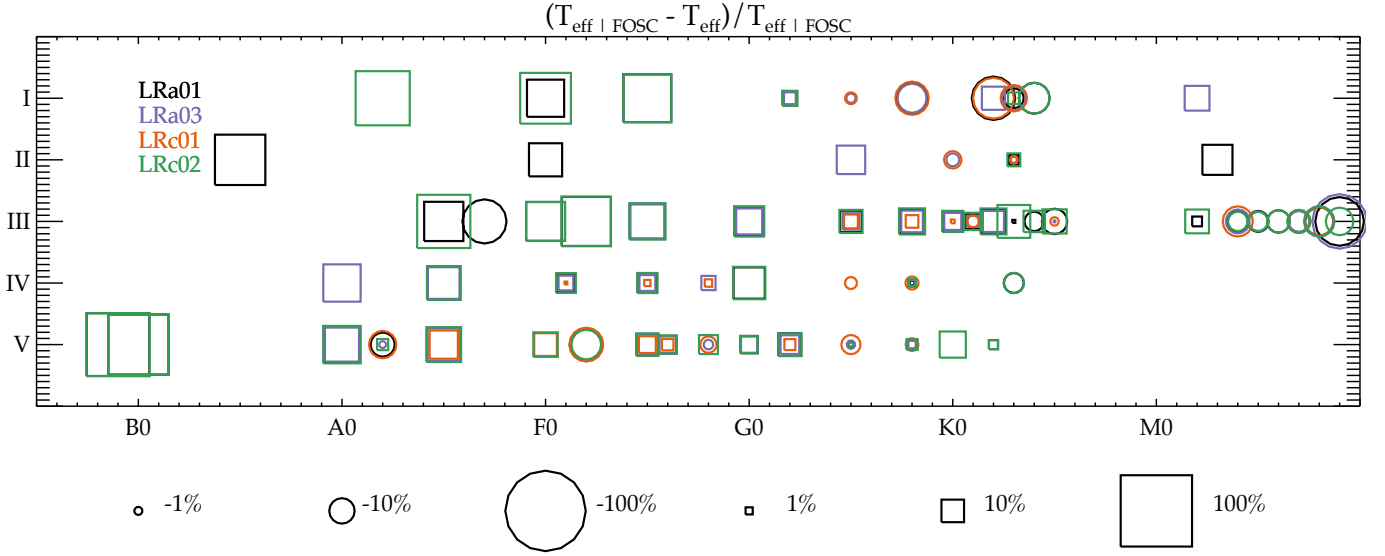 (T_eff | FOSC - T_eff)/T_eff | FOSC
LRa01
LRa03
LRc01
LRc02
I
II
III
IV
V
B0 A0 F0 G0 K0 M0
-1% -10% -100% 1% 10% 100%